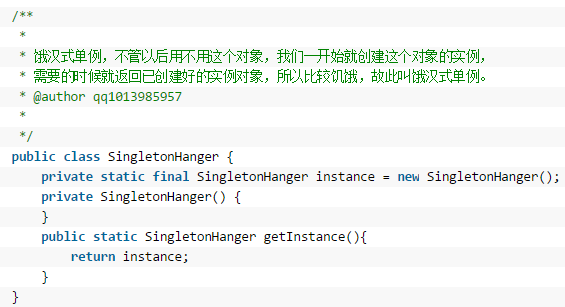 /**
 *
 * 饿汉式单例，不管以后用不用这个对象，我们一开始就创建这个对象的实例，
 * 需要的时候就返回已创建好的实例对象，所以比较饥饿，故此叫饿汉式单例。
 * @author qq1013985957
 *
 */
public class SingletonHanger {
    private static final SingletonHanger instance = new SingletonHanger();
    private SingletonHanger() {
    }
    public static SingletonHanger getInstance(){
        return instance;
    }
}